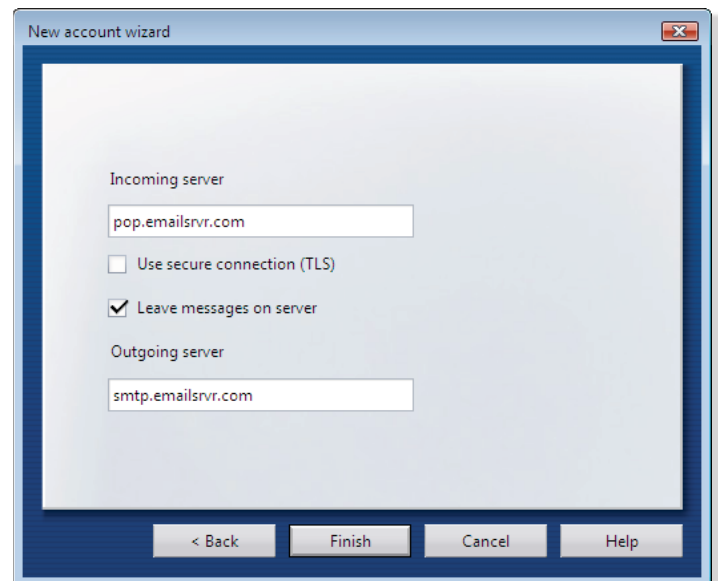 New account wizard
Incoming server
pop.emailsrvr.com
Use secure connection (TLS)
Leave messages on server
Outgoing server
smtp.emailsrvr.com
< Back Finish Cancel Help